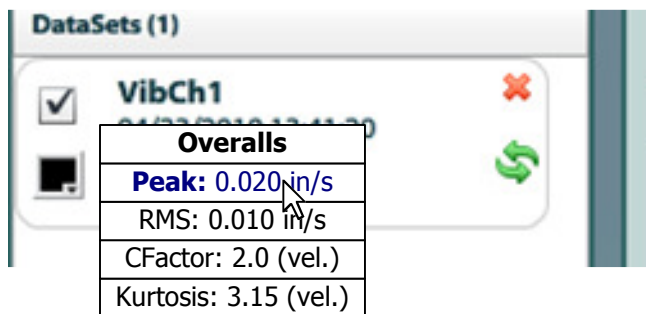 DataSets (1)
VibCh1
Overalls
Peak: 0.020 in/s
RMS: 0.010 in/s
CFactor: 2.0 (vel.)
Kurtosis: 3.15 (vel.)